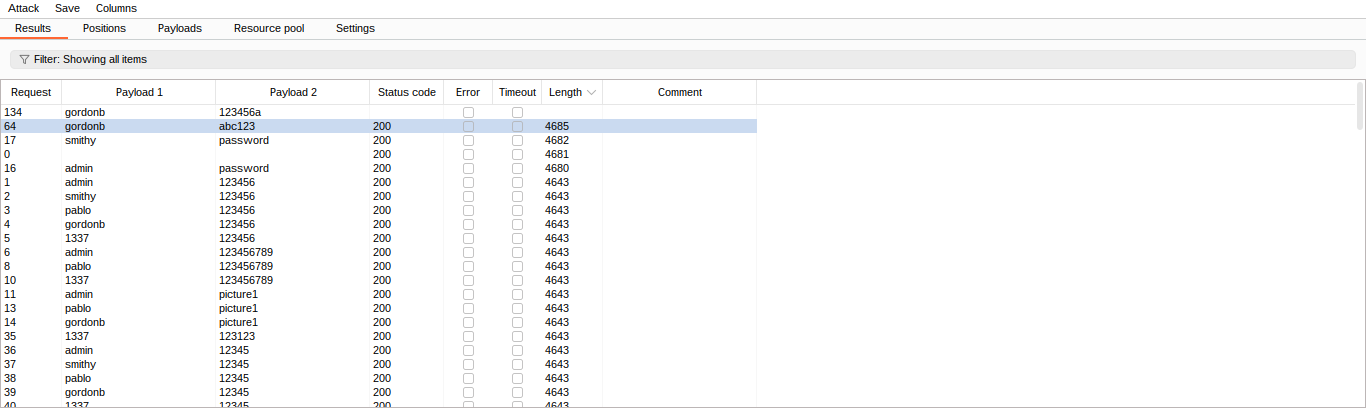 Attack Save Columns
Results Positions Payloads Resource pool Settings
Filter: Showing all items
Request Payload 1 Payload 2 Status code Error Timeout Length Comment
134 gordonb 123456a
64 gordonb abc123 200 4685
17 smithy password 200 4682
0 200 4681
16 admin password 200 4680
1 admin 123456 200 4643
2 smithy 123456 200 4643
3 pablo 123456 200 4643
4 gordonb 123456 200 4643
5 1337 123456 200 4643
6 admin 123456789 200 4643
8 pablo 123456789 200 4643
10 1337 123456789 200 4643
11 admin picture1 200 4643
13 pablo picture1 200 4643
14 gordonb picture1 200 4643
35 1337 123123 200 4643
36 admin 12345 200 4643
37 smithy 12345 200 4643
38 pablo 12345 200 4643
39 gordonb 12345 200 4643
40 1337 12345 200 4643